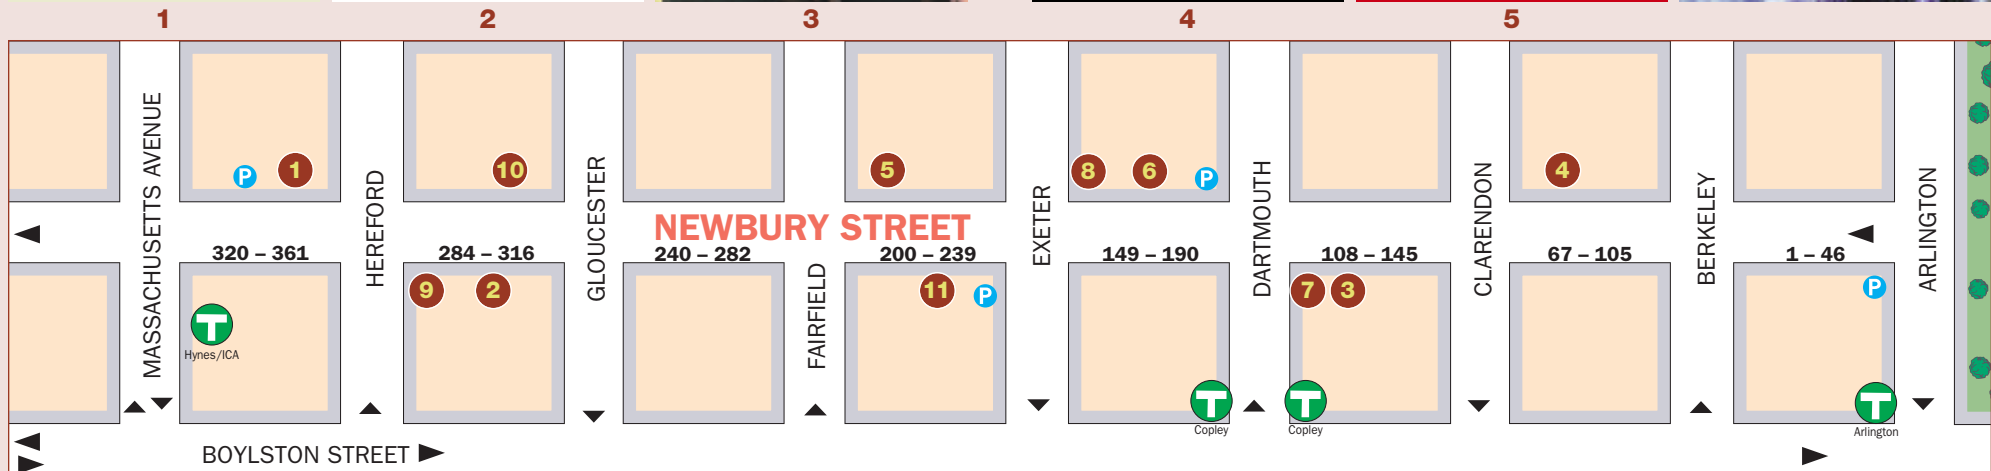 1 2 3 4 5
MASSACHUSETTS AVENUE
HEREFORD
GLOUCESTER
FAIRFIELD
EXETER
DARTMOUTH
CLARENDON
BERKELEY
ARLINGTON
P 1 10 5 8 6 P 4
NEWBURY STREET
320 – 361 284 – 316 240 – 282 200 – 239 149 – 190 108 – 145 67 – 105 1 – 46
9 2 11 P 7 3 P
T
Hynes/ICA
T T T
Copley Copley Arlington
BOYLSTON STREET